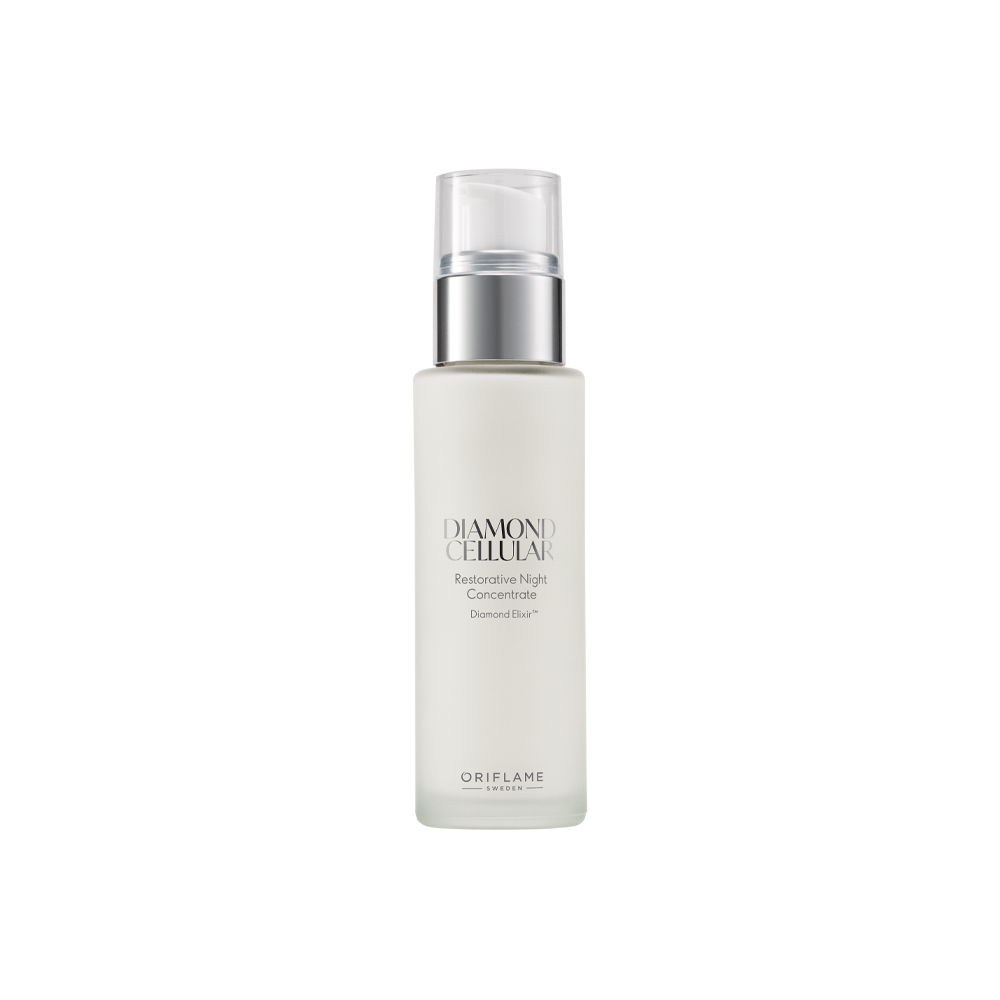 DIAMOND
CELLULAR
Restorative Night
Concentrate
Diamond Elixir™
ORIFLAME
SWEDEN